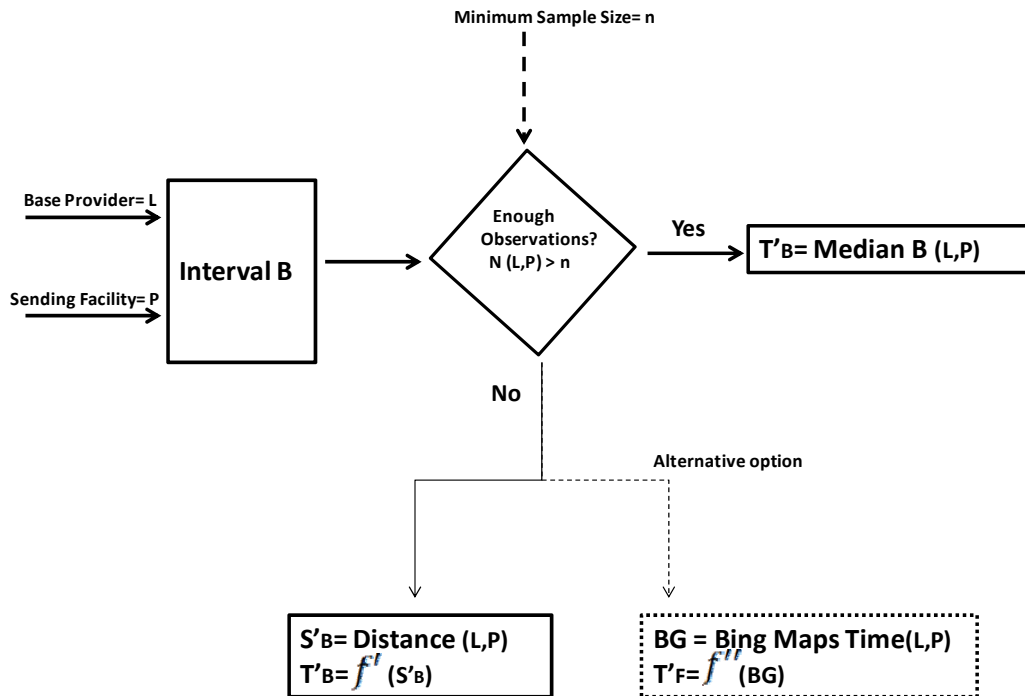 Minimum Sample Size= n
Base Provider= L
Sending Facility= P
Interval B
Enough
Observations?
N (L,P) > n
Yes
T'B= Median B (L,P)
No
Alternative option
S'B= Distance (L,P)
T'B= f' (S'B)
BG = Bing Maps Time(L,P)
T'F= f'' (BG)